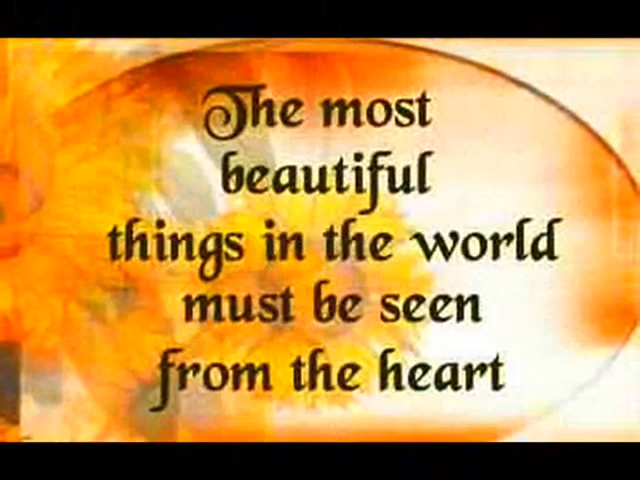 The most
beautiful
things in the world
must be seen
from the heart